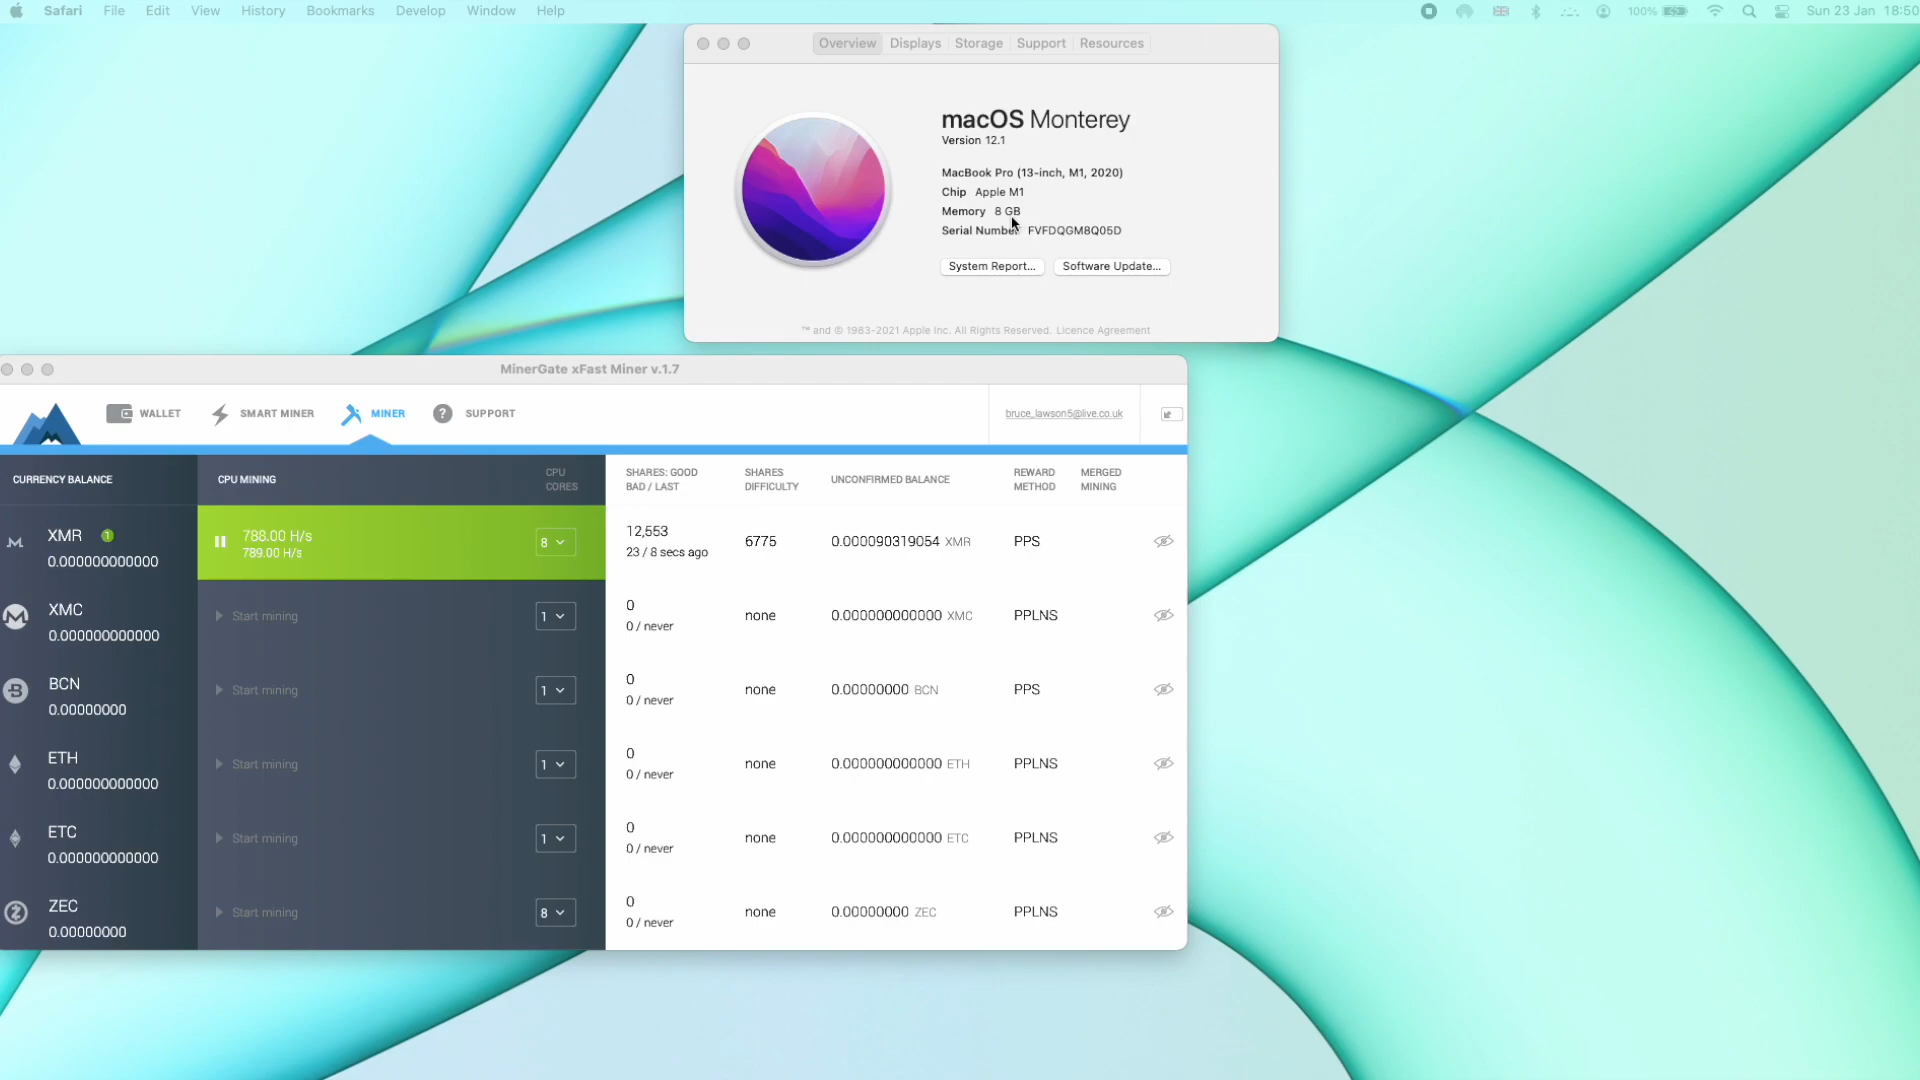 Safari File Edit View History Bookmarks Develop Window Help 100% Sun 23 Jan 18:50
Overview Displays Storage Support Resources
macOS Monterey
Version 12.1
MacBook Pro (13-inch, M1, 2020)
Chip Apple M1
Memory 8 GB
Serial Number FVFDQGM8Q05D
System Report... Software Update...
™ and © 1983-2021 Apple Inc. All Rights Reserved. Licence Agreement
MinerGate xFast Miner v.1.7
WALLET SMART MINER MINER ? SUPPORT bruce_lawson5@live.co.uk
CURRENCY BALANCE CPU MINING CPU CORES SHARES: GOOD BAD / LAST SHARES DIFFICULTY UNCONFIRMED BALANCE REWARD METHOD MERGED MINING
XMR 1 788.00 H/s 8 12,553 6775 0.000090319054 XMR PPS
0.000000000000 789.00 H/s 23 / 8 secs ago
XMC Start mining 1 0 none 0.000000000000 XMC PPLNS
0.000000000000 0 / never
BCN Start mining 1 0 none 0.00000000 BCN PPS
0.00000000 0 / never
ETH Start mining 1 0 none 0.000000000000 ETH PPLNS
0.000000000000 0 / never
ETC Start mining 1 0 none 0.000000000000 ETC PPLNS
0.000000000000 0 / never
ZEC Start mining 8 0 none 0.00000000 ZEC PPLNS
0.00000000 0 / never